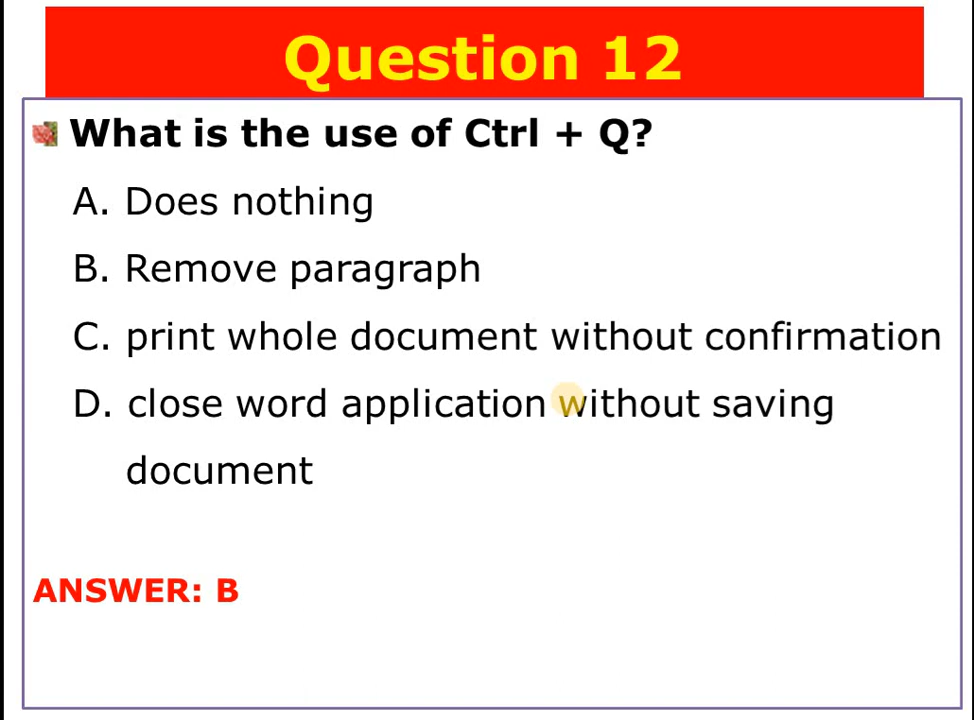 Question 12
What is the use of Ctrl + Q?
A. Does nothing
B. Remove paragraph
C. print whole document without confirmation
D. close word application without saving
document
ANSWER: B